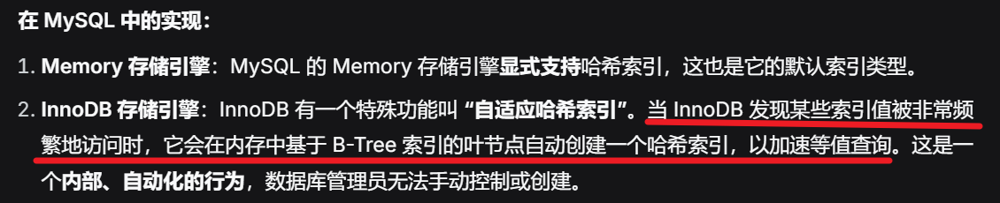 在 MySQL 中的实现：
1. Memory 存储引擎：MySQL 的 Memory 存储引擎显式支持哈希索引，这也是它的默认索引类型。
2. InnoDB 存储引擎：InnoDB 有一个特殊功能叫 “自适应哈希索引”。当 InnoDB 发现某些索引值被非常频
繁地访问时，它会在内存中基于 B-Tree 索引的叶节点自动创建一个哈希索引，以加速等值查询。这是一
个内部、自动化的行为，数据库管理员无法手动控制或创建。